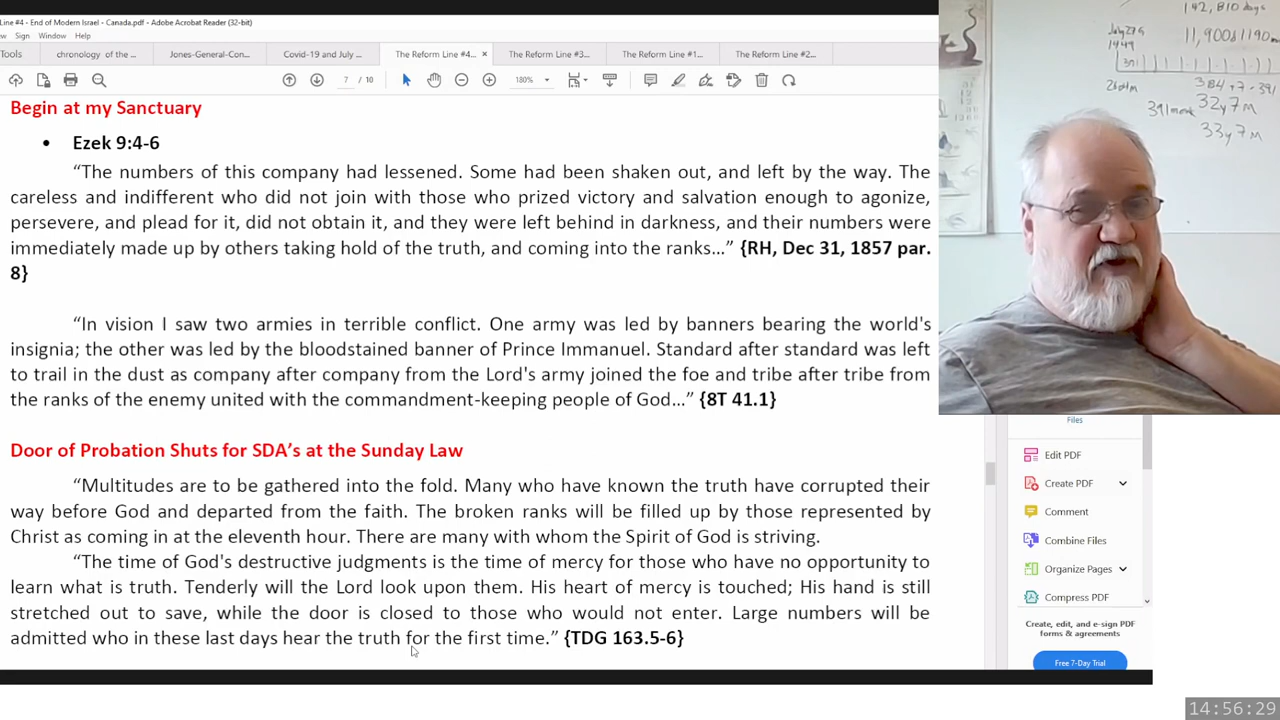 Line #4 - End of Modern Israel - Canada.pdf - Adobe Acrobat Reader (32-bit)
ew Sign Window Help
Tools chronology of the ... Jones-General-Con... Covid-19 and July ... The Reform Line #4... × The Reform Line #3... The Reform Line #1... The Reform Line #2...
7 / 10 180%
Begin at my Sanctuary
• Ezek 9:4-6
“The numbers of this company had lessened. Some had been shaken out, and left by the way. The
careless and indifferent who did not join with those who prized victory and salvation enough to agonize,
persevere, and plead for it, did not obtain it, and they were left behind in darkness, and their numbers were
immediately made up by others taking hold of the truth, and coming into the ranks…” {RH, Dec 31, 1857 par.
8}
“In vision I saw two armies in terrible conflict. One army was led by banners bearing the world's
insignia; the other was led by the bloodstained banner of Prince Immanuel. Standard after standard was left
to trail in the dust as company after company from the Lord's army joined the foe and tribe after tribe from
the ranks of the enemy united with the commandment-keeping people of God…” {8T 41.1}
Door of Probation Shuts for SDA’s at the Sunday Law
“Multitudes are to be gathered into the fold. Many who have known the truth have corrupted their
way before God and departed from the faith. The broken ranks will be filled up by those represented by
Christ as coming in at the eleventh hour. There are many with whom the Spirit of God is striving.
“The time of God's destructive judgments is the time of mercy for those who have no opportunity to
learn what is truth. Tenderly will the Lord look upon them. His heart of mercy is touched; His hand is still
stretched out to save, while the door is closed to those who would not enter. Large numbers will be
admitted who in these last days hear the truth for the first time.” {TDG 163.5-6}
142,810 days
July 27th
1449
11,900d 1190
391
384 + 7 = 391
391
32y 7m
33y 7m
Files
Edit PDF
Create PDF
Comment
Combine Files
Organize Pages
Compress PDF
Create, edit, and e-sign PDF
forms & agreements
Free 7-Day Trial
14:56:29